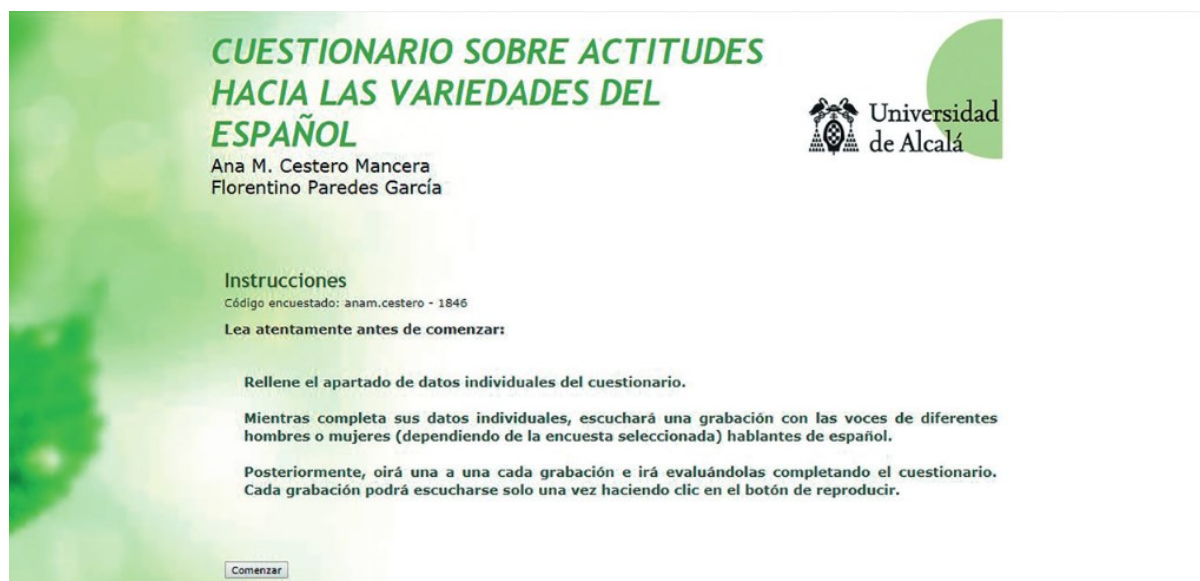 CUESTIONARIO SOBRE ACTITUDES
HACIA LAS VARIEDADES DEL
ESPAÑOL
Ana M. Cestero Mancera
Florentino Paredes García
Universidad
de Alcalá
Instrucciones
Código encuestado: anam.cestero - 1846
Lea atentamente antes de comenzar:
Rellene el apartado de datos individuales del cuestionario.
Mientras completa sus datos individuales, escuchará una grabación con las voces de diferentes
hombres o mujeres (dependiendo de la encuesta seleccionada) hablantes de español.
Posteriormente, oirá una a una cada grabación e irá evaluándolas completando el cuestionario.
Cada grabación podrá escucharse solo una vez haciendo clic en el botón de reproducir.
Comenzar